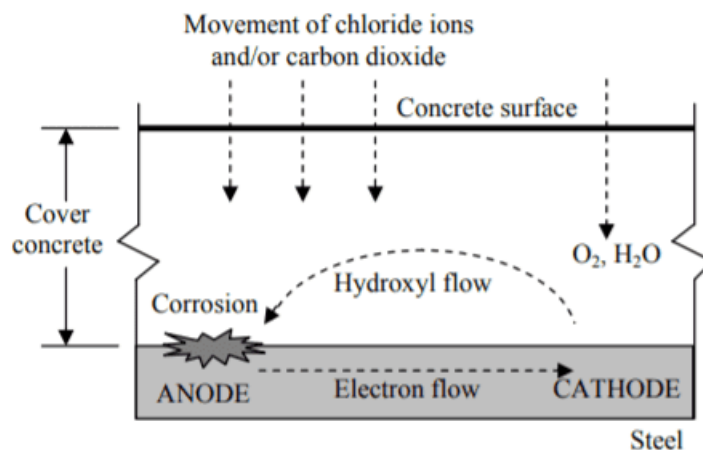 Movement of chloride ions
and/or carbon dioxide
Concrete surface
Cover
concrete
O₂, H₂O
Hydroxyl flow
Corrosion
ANODE
Electron flow
CATHODE
Steel